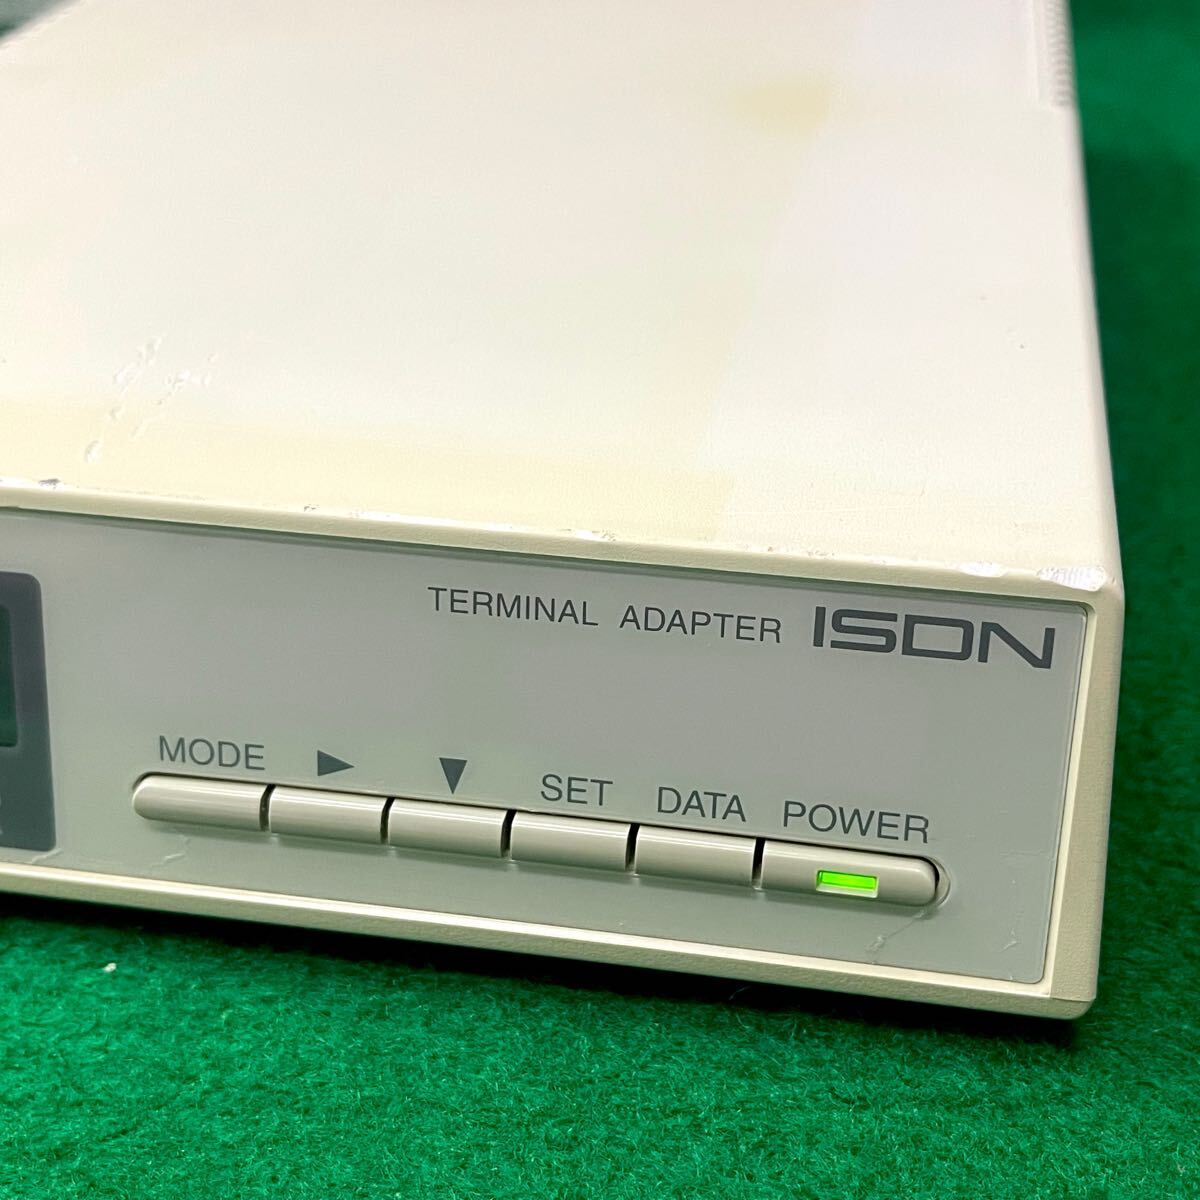 TERMINAL ADAPTER ISDN
MODE ▶ ▼ SET DATA POWER